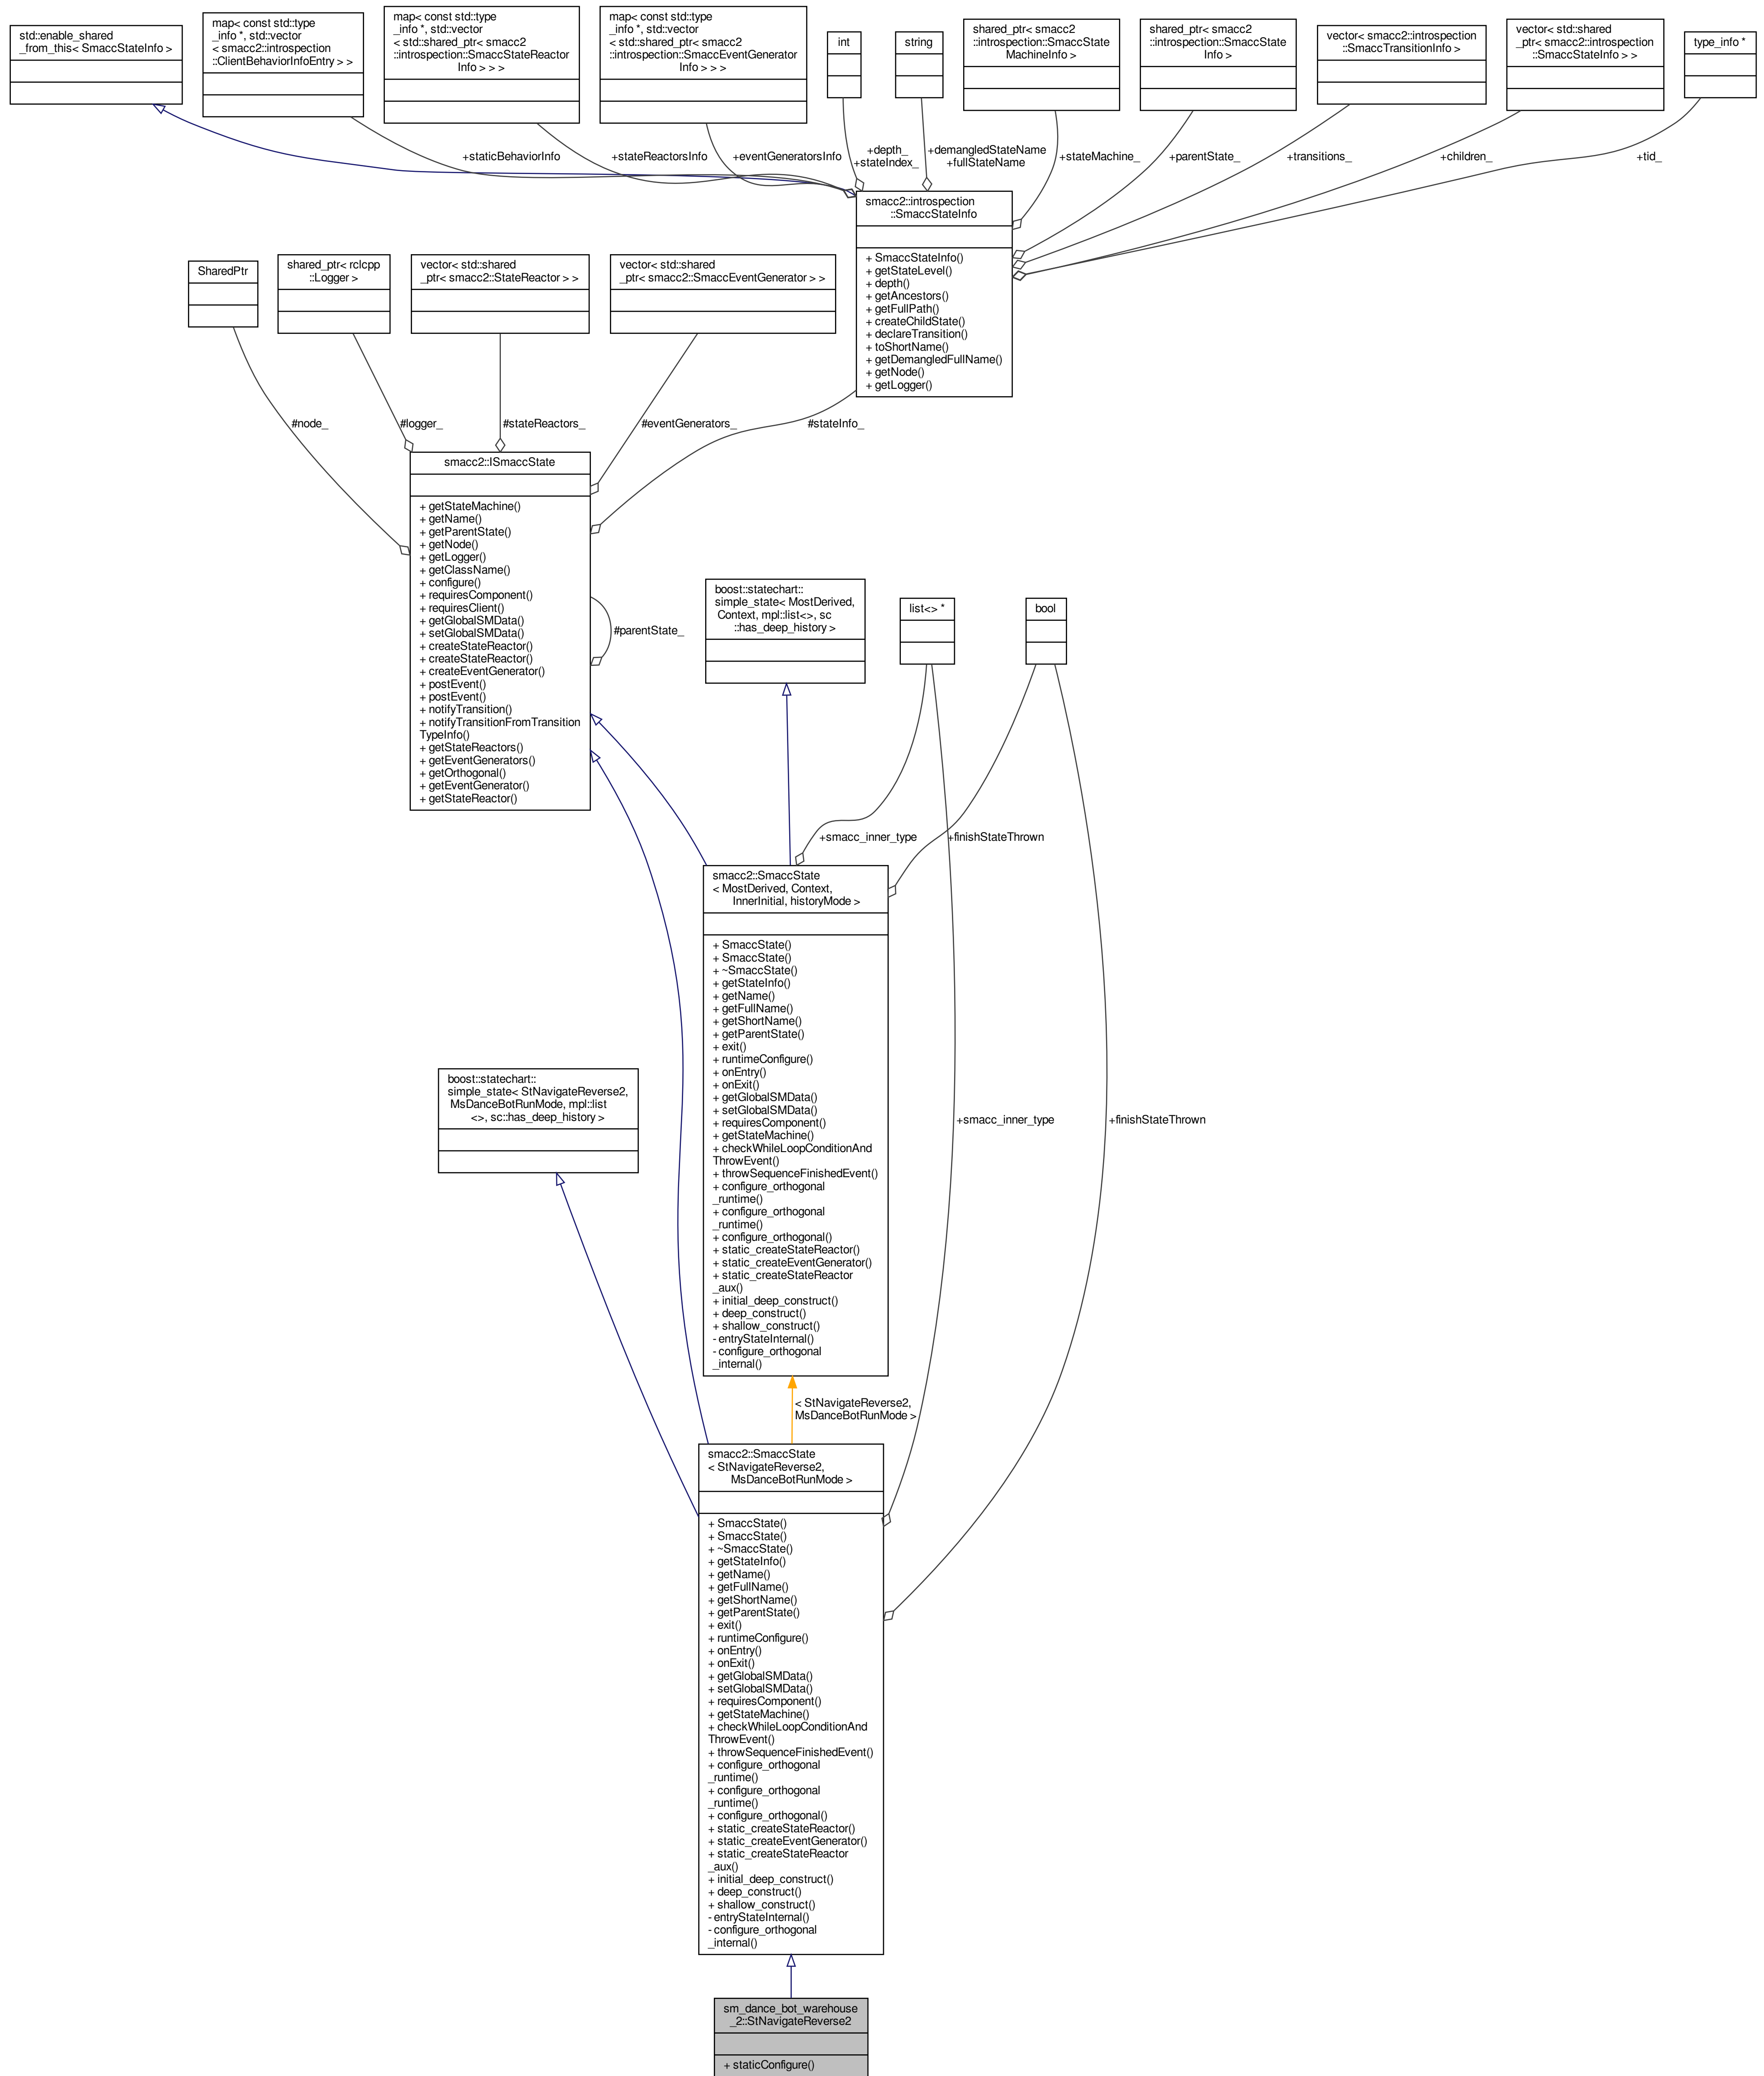 std::enable_shared
_from_this< SmaccStateInfo >
map< const std::type
_info *, std::vector
< smacc2::introspection
::ClientBehaviorInfoEntry > >
map< const std::type
_info *, std::vector
< std::shared_ptr< smacc2
::introspection::SmaccStateReactor
Info > > >
map< const std::type
_info *, std::vector
< std::shared_ptr< smacc2
::introspection::SmaccEventGenerator
Info > > >
int
string
shared_ptr< smacc2
::introspection::SmaccState
MachineInfo >
shared_ptr< smacc2
::introspection::SmaccState
Info >
vector< smacc2::introspection
::SmaccTransitionInfo >
vector< std::shared
_ptr< smacc2::introspection
::SmaccStateInfo > >
type_info *
+staticBehaviorInfo
+stateReactorsInfo
+eventGeneratorsInfo
+depth_
+stateIndex_
+demangledStateName
+fullStateName
+stateMachine_
+parentState_
+transitions_
+children_
+tid_
smacc2::introspection
::SmaccStateInfo
+ SmaccStateInfo()
+ getStateLevel()
+ depth()
+ getAncestors()
+ getFullPath()
+ createChildState()
+ declareTransition()
+ toShortName()
+ getDemangledFullName()
+ getNode()
+ getLogger()
SharedPtr
shared_ptr< rclcpp
::Logger >
vector< std::shared
_ptr< smacc2::StateReactor > >
vector< std::shared
_ptr< smacc2::SmaccEventGenerator > >
#node_
#logger_
#stateReactors_
#eventGenerators_
#stateInfo_
smacc2::ISmaccState
+ getStateMachine()
+ getName()
+ getParentState()
+ getNode()
+ getLogger()
+ getClassName()
+ configure()
+ requiresComponent()
+ requiresClient()
+ getGlobalSMData()
+ setGlobalSMData()
+ createStateReactor()
+ createStateReactor()
+ createEventGenerator()
+ postEvent()
+ postEvent()
+ notifyTransition()
+ notifyTransitionFromTransition
TypeInfo()
+ getStateReactors()
+ getEventGenerators()
+ getOrthogonal()
+ getEventGenerator()
+ getStateReactor()
#parentState_
boost::statechart::
simple_state< MostDerived,
Context, mpl::list<>, sc
::has_deep_history >
list<> *
bool
+smacc_inner_type
+finishStateThrown
smacc2::SmaccState
< MostDerived, Context,
InnerInitial, historyMode >
+ SmaccState()
+ SmaccState()
+ ~SmaccState()
+ getStateInfo()
+ getName()
+ getFullName()
+ getShortName()
+ getParentState()
+ exit()
+ runtimeConfigure()
+ onEntry()
+ onExit()
+ getGlobalSMData()
+ setGlobalSMData()
+ requiresComponent()
+ getStateMachine()
+ checkWhileLoopConditionAnd
ThrowEvent()
+ throwSequenceFinishedEvent()
+ configure_orthogonal
_runtime()
+ configure_orthogonal
_runtime()
+ configure_orthogonal()
+ static_createStateReactor()
+ static_createEventGenerator()
+ static_createStateReactor
_aux()
+ initial_deep_construct()
+ deep_construct()
+ shallow_construct()
- entryStateInternal()
- configure_orthogonal
_internal()
boost::statechart::
simple_state< StNavigateReverse2,
MsDanceBotRunMode, mpl::list
<>, sc::has_deep_history >
+smacc_inner_type
+finishStateThrown
< StNavigateReverse2,
MsDanceBotRunMode >
smacc2::SmaccState
< StNavigateReverse2,
MsDanceBotRunMode >
+ SmaccState()
+ SmaccState()
+ ~SmaccState()
+ getStateInfo()
+ getName()
+ getFullName()
+ getShortName()
+ getParentState()
+ exit()
+ runtimeConfigure()
+ onEntry()
+ onExit()
+ getGlobalSMData()
+ setGlobalSMData()
+ requiresComponent()
+ getStateMachine()
+ checkWhileLoopConditionAnd
ThrowEvent()
+ throwSequenceFinishedEvent()
+ configure_orthogonal
_runtime()
+ configure_orthogonal
_runtime()
+ configure_orthogonal()
+ static_createStateReactor()
+ static_createEventGenerator()
+ static_createStateReactor
_aux()
+ initial_deep_construct()
+ deep_construct()
+ shallow_construct()
- entryStateInternal()
- configure_orthogonal
_internal()
sm_dance_bot_warehouse
_2::StNavigateReverse2
+ staticConfigure()